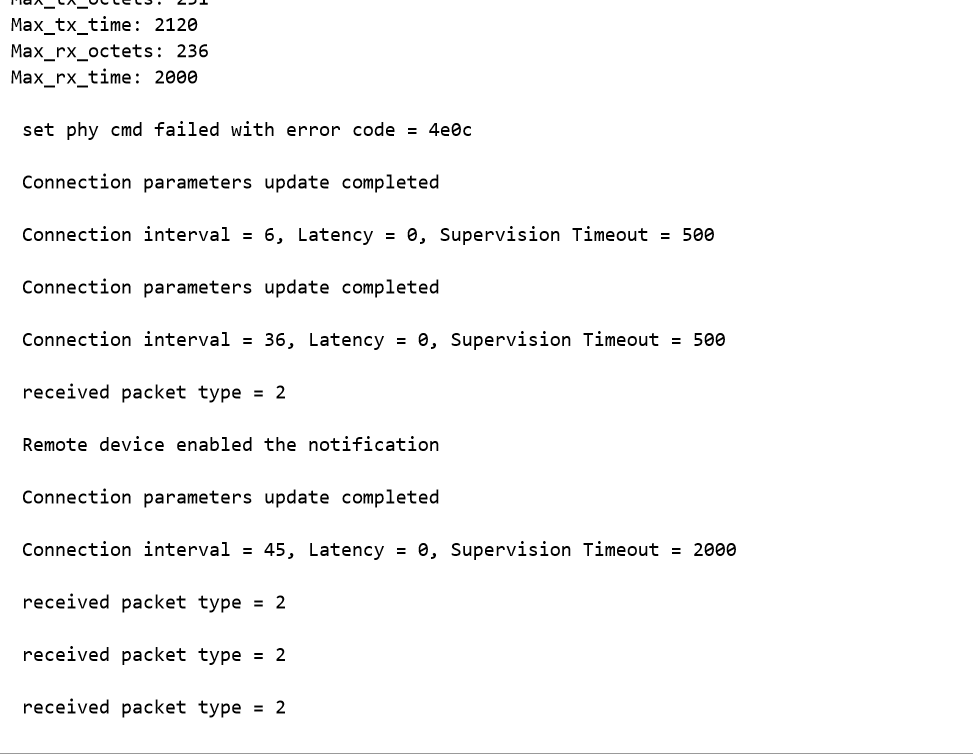 Max_tx_octets: 251
Max_tx_time: 2120
Max_rx_octets: 236
Max_rx_time: 2000
set phy cmd failed with error code = 4e0c
Connection parameters update completed
Connection interval = 6, Latency = 0, Supervision Timeout = 500
Connection parameters update completed
Connection interval = 36, Latency = 0, Supervision Timeout = 500
received packet type = 2
Remote device enabled the notification
Connection parameters update completed
Connection interval = 45, Latency = 0, Supervision Timeout = 2000
received packet type = 2
received packet type = 2
received packet type = 2